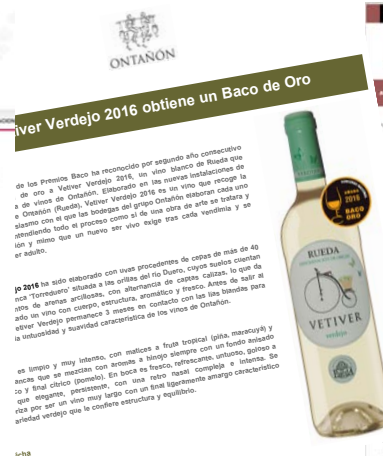 ONTAÑÓN
iver Verdejo 2016 obtiene un Baco de Oro
de los Premios Baco ha reconocido por segundo año consecutivo
de oro a Vetiver Verdejo 2016, un vino blanco de Rueda que
a de vinos de Ontañón. Elaborado en las nuevas instalaciones de
e Ontañón (Rueda), Vetiver Verdejo 2016 es un vino que recoge la
siasmo con el que las bodegas del grupo Ontañón elaboran cada uno
ntendiendo todo el proceso como si de una obra de arte se tratara y
ión y mimo que un nuevo ser vivo exige tras cada vendimia y se
er adulto.
jo 2016 ha sido elaborado con uvas procedentes de cepas de más de 40
nca 'Torreduero' situada a las orillas del río Duero, cuyos suelos cuentan
ntos de arenas arcillosas, con alternancia de captas calizas, lo que da
ado un vino con cuerpo, estructura, aromático y fresco. Antes de salir al
etiver Verdejo permanece 3 meses en contacto con las lías blandas para
la untuosidad y suavidad característica de los vinos de Ontañón.
es limpio y muy intenso, con matices a fruta tropical (piña, maracuyá) y
ancas que se mezclan con aromas a hinojo siempre con un fondo anisado
co y final cítrico (pomelo). En boca es fresco, refrescante, untuoso, goloso a
que elegante, persistente, con una retro nasal compleja e intensa. Se
riza por ser un vino muy largo con un final ligeramente amargo característico
ariedad verdejo que le confiere estructura y equilibrio.
icha
2016
BACO
ORO
RUEDA
VETIVER
verdejo